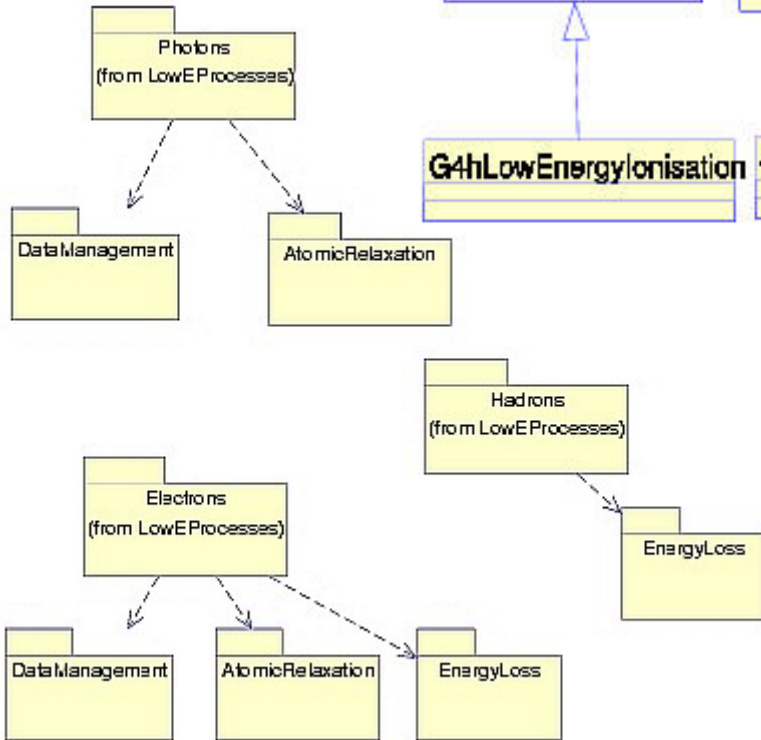 Photons
(from LowEProcesses)
G4hLowEnergyIonisation
DataManagement
AtomicRelaxation
Hadrons
(from LowEProcesses)
Electrons
(from LowEProcesses)
EnergyLoss
DataManagement
AtomicRelaxation
EnergyLoss